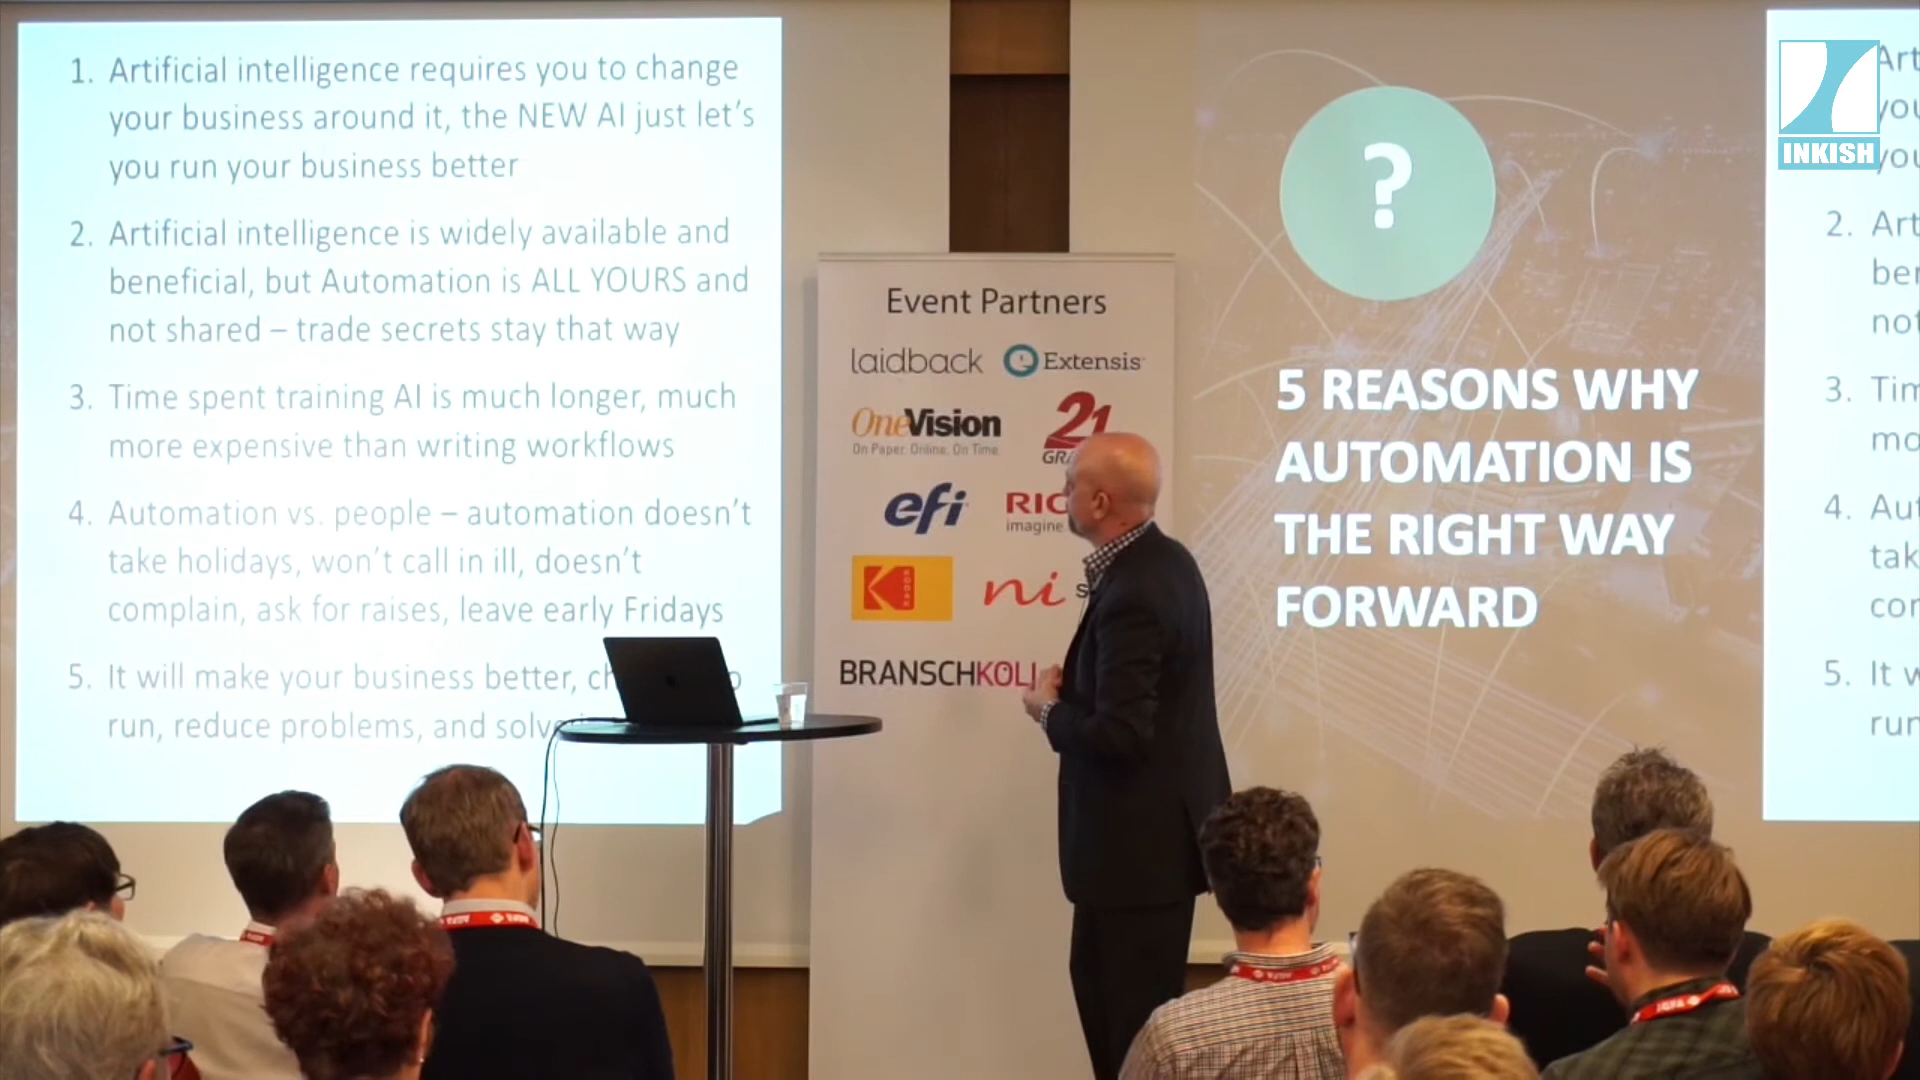 1. Artificial intelligence requires you to change
your business around it, the NEW AI just let's
you run your business better
2. Artificial intelligence is widely available and
beneficial, but Automation is ALL YOURS and
not shared – trade secrets stay that way
3. Time spent training AI is much longer, much
more expensive than writing workflows
4. Automation vs. people – automation doesn't
take holidays, won't call in ill, doesn't
complain, ask for raises, leave early Fridays
5. It will make your business better,
run, reduce problems, and
Event Partners
laidback
Extensis
OneVision
On Paper. Online. On Time.
21
efi
imagine
KODAK
ni
BRANSCHKOLL
?
5 REASONS WHY
AUTOMATION IS
THE RIGHT WAY
FORWARD
INKISH
2.
3.
4.
5. It
AGFA
AGFA
AGFA